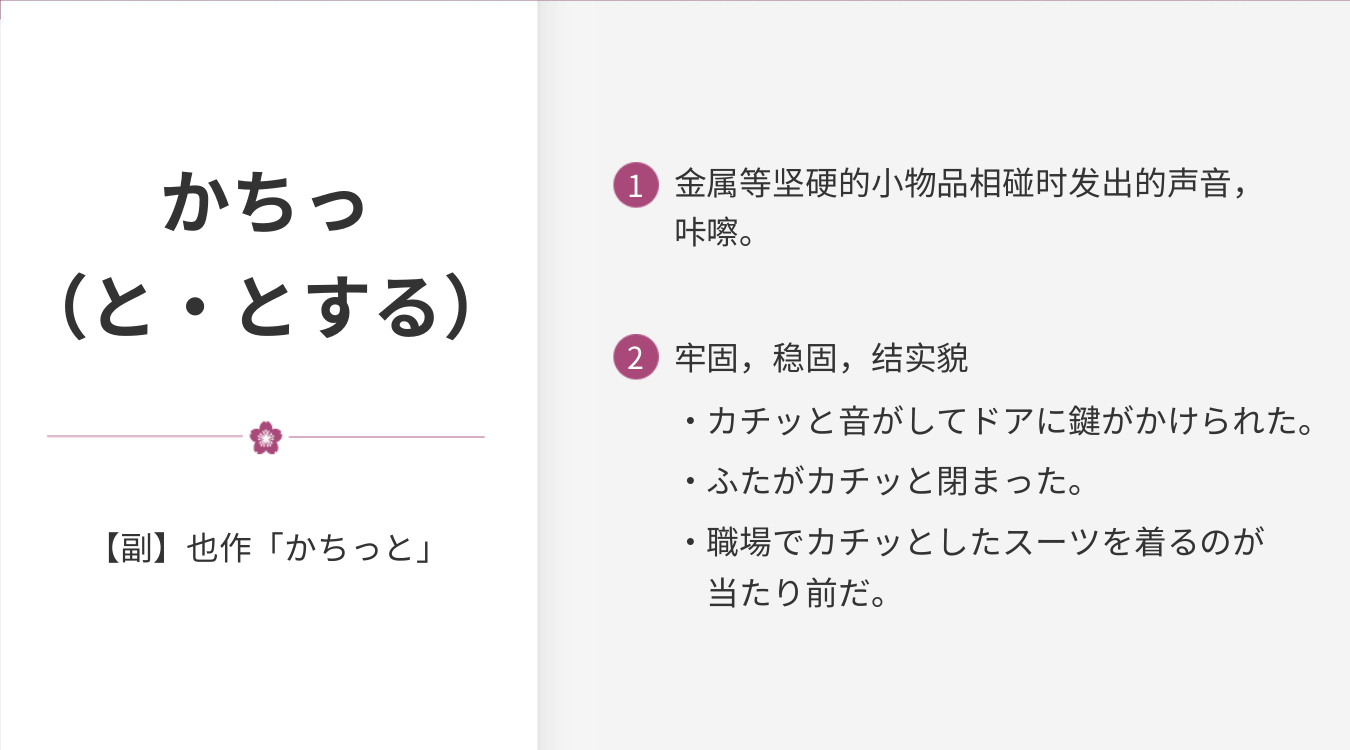 かちっ
（と・とする）
【副】也作「かちっと」
1 金属等坚硬的小物品相碰时发出的声音，
咔嚓。
2 牢固，稳固，结实貌
・カチッと音がしてドアに鍵がかけられた。
・ふたがカチッと閉まった。
・職場でカチッとしたスーツを着るのが
当たり前だ。